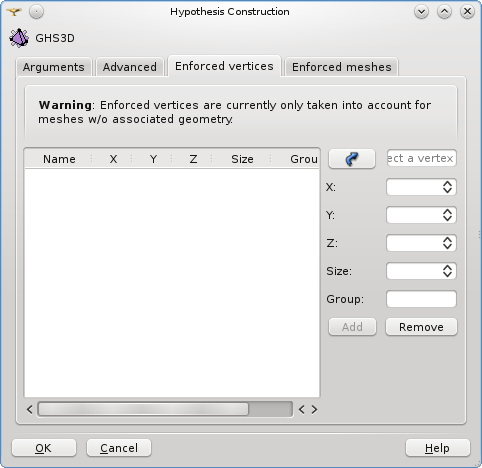 Hypothesis Construction
GHS3D
Arguments Advanced Enforced vertices Enforced meshes
Warning: Enforced vertices are currently only taken into account for
meshes w/o associated geometry.
Name X Y Z Size Grou
ect a vertex
X:
Y:
Z:
Size:
Group:
Add Remove
OK Cancel Help